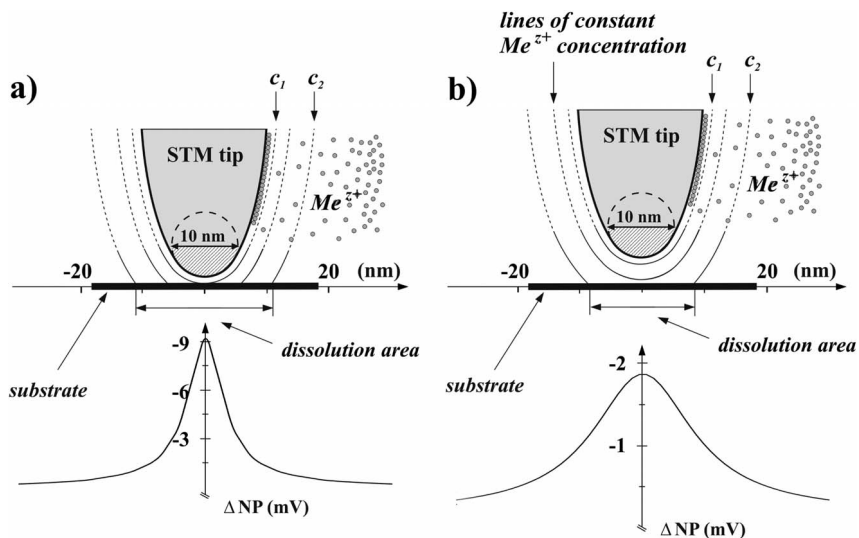 a)
c1 c2
STM tip
Me z+
10 nm
-20 20 (nm)
substrate
dissolution area
-9
-6
-3
Δ NP (mV)
b)
lines of constant
Me z+ concentration
c1 c2
STM tip
Me z+
10 nm
-20 20 (nm)
substrate
dissolution area
-2
-1
Δ NP (mV)